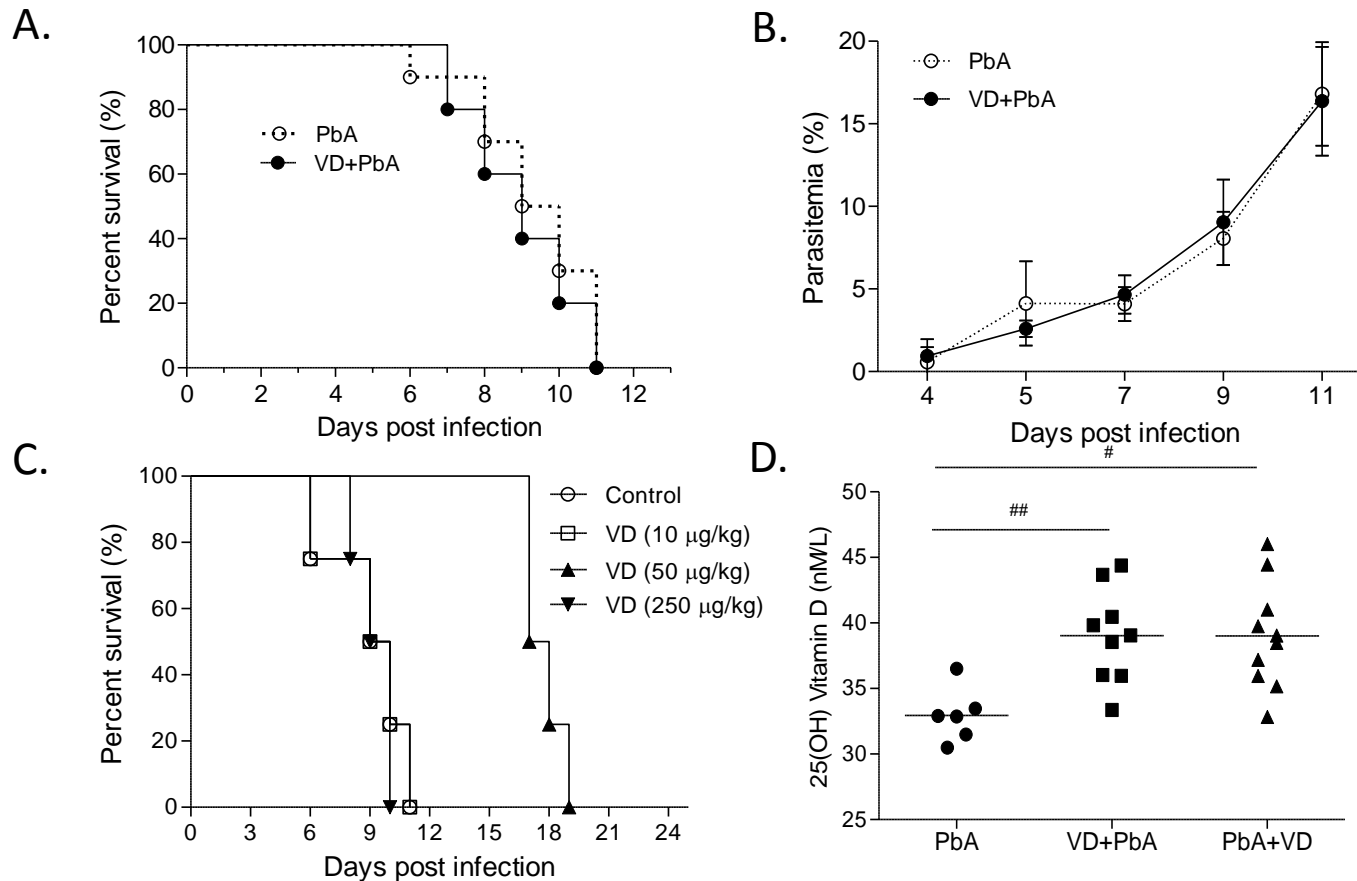 A.
100
80
60
40
20
0
Percent survival (%)
PbA
VD+PbA
0 2 4 6 8 10 12
Days post infection
B.
20
15
10
5
0
Parasitemia (%)
PbA
VD+PbA
4 5 7 9 11
Days post infection
C.
100
80
60
40
20
0
Percent survival (%)
Control
VD (10 μg/kg)
VD (50 μg/kg)
VD (250 μg/kg)
0 3 6 9 12 15 18 21 24
Days post infection
D.
#
##
50
45
40
35
30
25
25(OH) Vitamin D (nM/L)
PbA VD+PbA PbA+VD